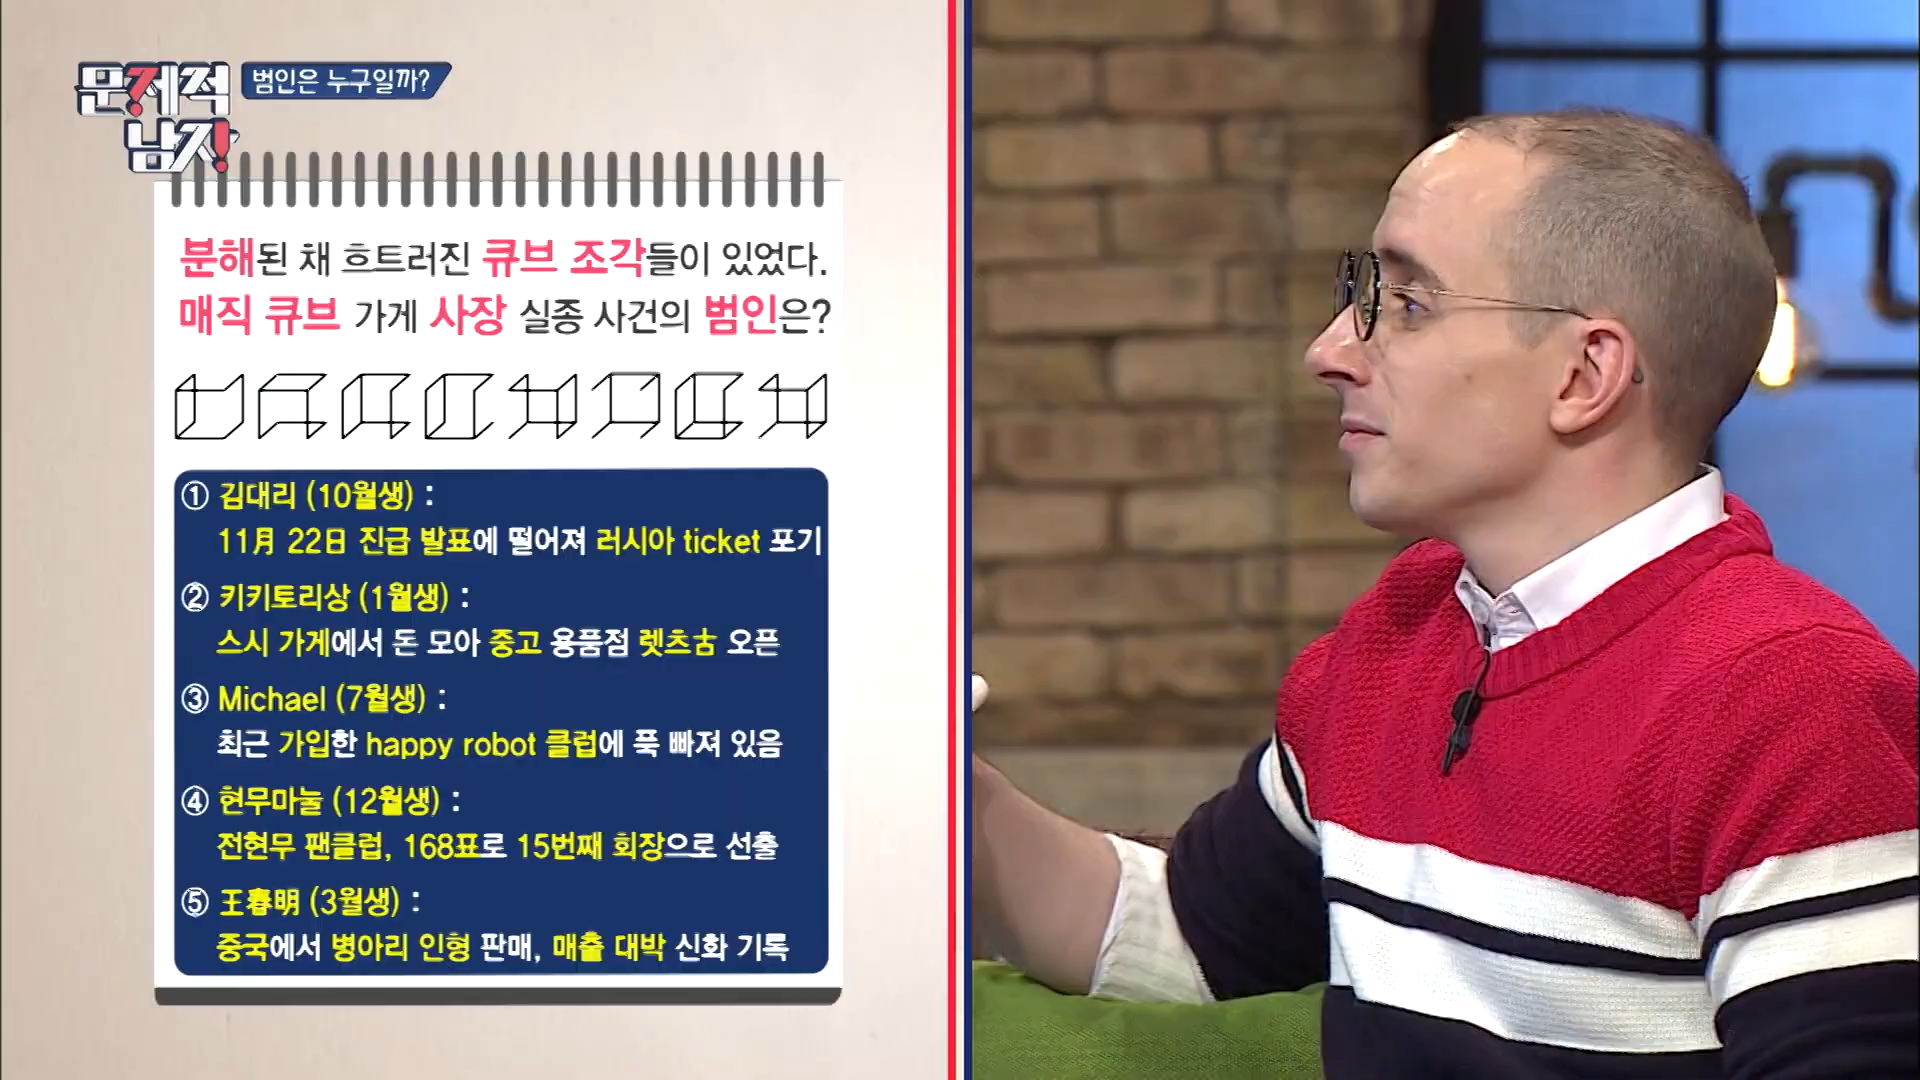 문제적
남자
범인은 누구일까?
분해된 채 흐트러진 큐브 조각들이 있었다.
매직 큐브 가게 사장 실종 사건의 범인은?
① 김대리 (10월생) :
11月 22日 진급 발표에 떨어져 러시아 ticket 포기
② 키키토리상 (1월생) :
스시 가게에서 돈 모아 중고 용품점 렛츠古 오픈
③ Michael (7월생) :
최근 가입한 happy robot 클럽에 푹 빠져 있음
④ 현무마눌 (12월생) :
전현무 팬클럽, 168표로 15번째 회장으로 선출
⑤ 王春明 (3월생) :
중국에서 병아리 인형 판매, 매출 대박 신화 기록